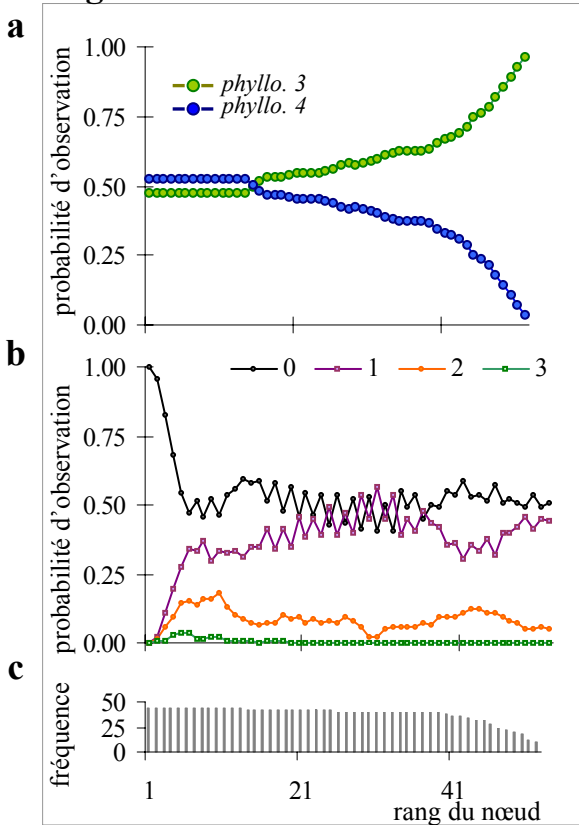 a
probabilité d'observation
1.00
0.75
0.50
0.25
0.00
phyllo. 3
phyllo. 4
b
probabilité d'observation
1.00
0.75
0.50
0.25
0.00
0 1 2 3
c
fréquence
50
25
0
1 21 41
rang du nœud